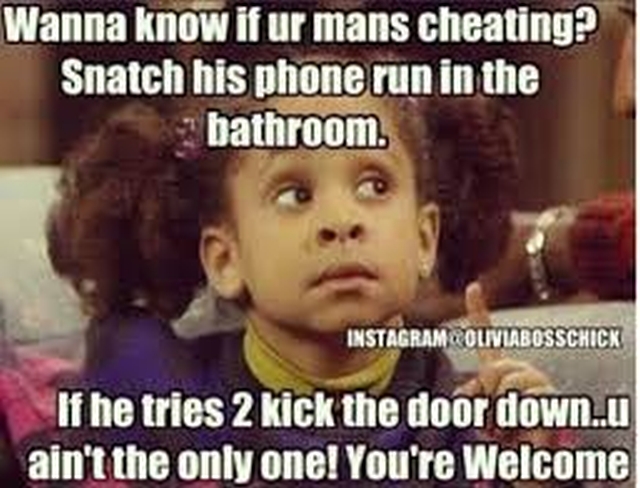 Wanna know if ur mans cheating?
Snatch his phone run in the
bathroom.
INSTAGRAM@OLIVIABOSSCHICK
If he tries 2 kick the door down..u
ain't the only one! You're Welcome